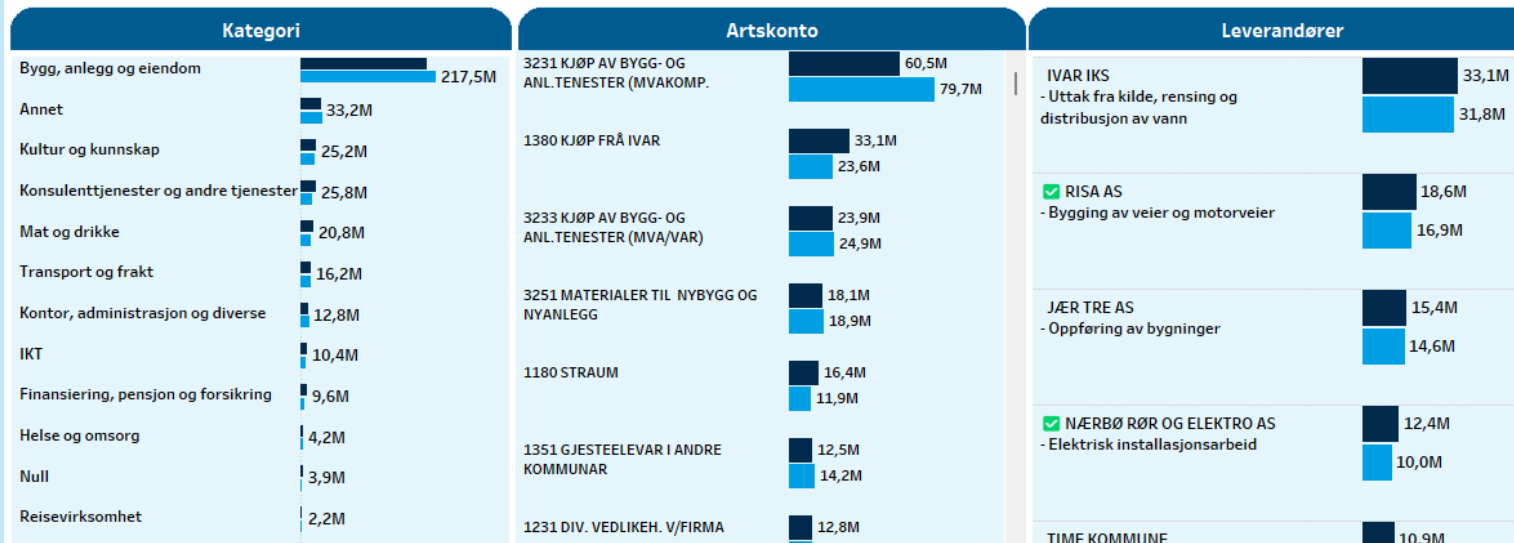 Kategori
Bygg, anlegg og eiendom
217,5M
Annet
33,2M
Kultur og kunnskap
25,2M
Konsulenttjenester og andre tjenester
25,8M
Mat og drikke
20,8M
Transport og frakt
16,2M
Kontor, administrasjon og diverse
12,8M
IKT
10,4M
Finansiering, pensjon og forsikring
9,6M
Helse og omsorg
4,2M
Null
3,9M
Reisevirksomhet
2,2M
Artskonto
3231 KJØP AV BYGG- OG
ANL.TENESTER (MVAKOMP.
60,5M
79,7M
1380 KJØP FRÅ IVAR
33,1M
23,6M
3233 KJØP AV BYGG- OG
ANL.TENESTER (MVA/VAR)
23,9M
24,9M
3251 MATERIALER TIL NYBYGG OG
NYANLEGG
18,1M
18,9M
1180 STRAUM
16,4M
11,9M
1351 GJESTEELEVAR I ANDRE
KOMMUNAR
12,5M
14,2M
1231 DIV. VEDLIKEH. V/FIRMA
12,8M
Leverandører
IVAR IKS
- Uttak fra kilde, rensing og
distribusjon av vann
33,1M
31,8M
RISA AS
- Bygging av veier og motorveier
18,6M
16,9M
JÆR TRE AS
- Oppføring av bygninger
15,4M
14,6M
NÆRBØ RØR OG ELEKTRO AS
- Elektrisk installasjonsarbeid
12,4M
10,0M
TIME KOMMUNE
10,9M